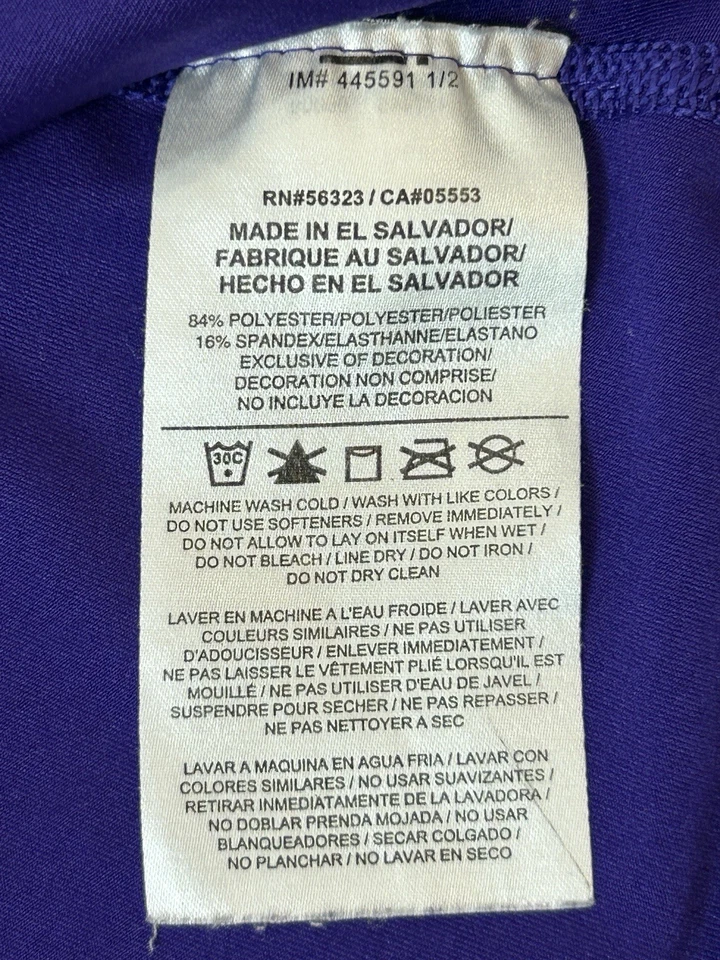 IM# 445591 1/2
RN#56323 / CA#05553
MADE IN EL SALVADOR/
FABRIQUE AU SALVADOR/
HECHO EN EL SALVADOR
84% POLYESTER/POLYESTER/POLIESTER
16% SPANDEX/ELASTHANNE/ELASTANO
EXCLUSIVE OF DECORATION/
DECORATION NON COMPRISE/
NO INCLUYE LA DECORACION
30C
MACHINE WASH COLD / WASH WITH LIKE COLORS /
DO NOT USE SOFTENERS / REMOVE IMMEDIATELY /
DO NOT ALLOW TO LAY ON ITSELF WHEN WET /
DO NOT BLEACH / LINE DRY / DO NOT IRON /
DO NOT DRY CLEAN
LAVER EN MACHINE A L'EAU FROIDE / LAVER AVEC
COULEURS SIMILAIRES / NE PAS UTILISER
D'ADOUCISSEUR / ENLEVER IMMEDIATEMENT /
NE PAS LAISSER LE VÊTEMENT PLIÉ LORSQU'IL EST
MOUILLÉ / NE PAS UTILISER D'EAU DE JAVEL /
SUSPENDRE POUR SECHER / NE PAS REPASSER /
NE PAS NETTOYER A SEC
LAVAR A MAQUINA EN AGUA FRIA / LAVAR CON
COLORES SIMILARES / NO USAR SUAVIZANTES /
RETIRAR INMEDIATAMENTE DE LA LAVADORA /
NO DOBLAR PRENDA MOJADA / NO USAR
BLANQUEADORES / SECAR COLGADO /
NO PLANCHAR / NO LAVAR EN SECO